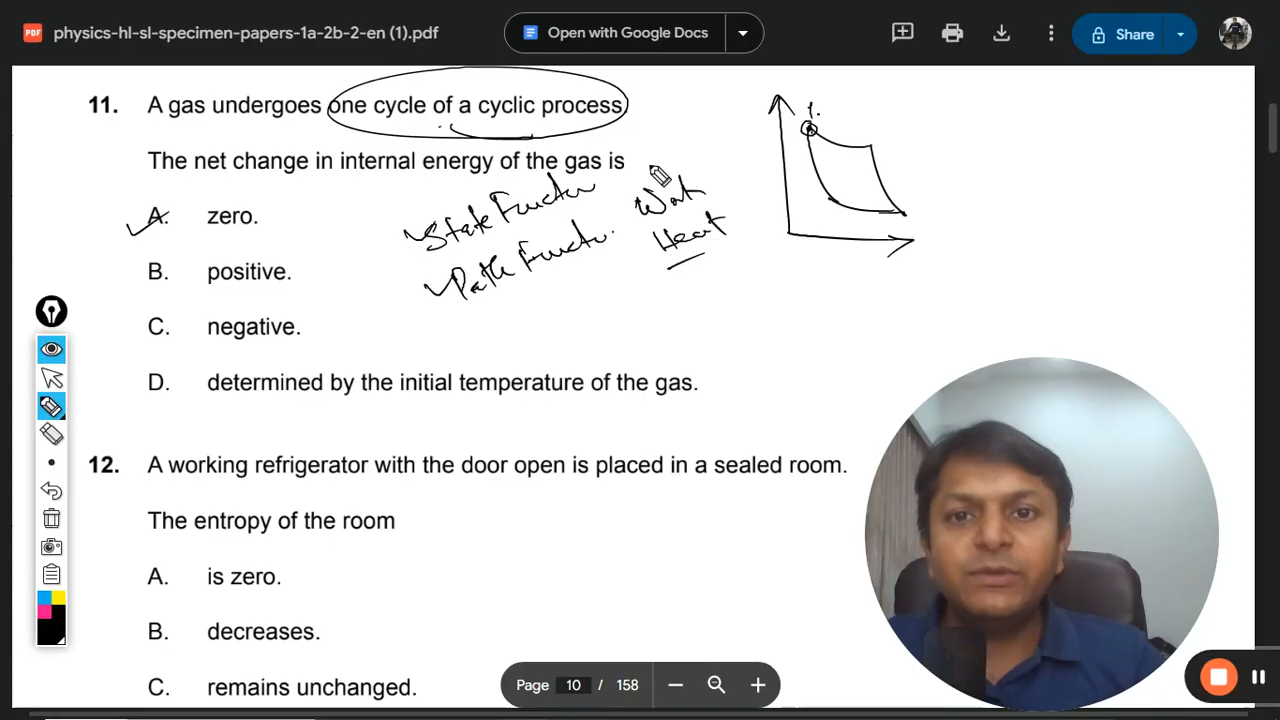 physics-hl-sl-specimen-papers-1a-2b-2-en (1).pdf
Open with Google Docs
Share
11. A gas undergoes one cycle of a cyclic process.
The net change in internal energy of the gas is
A. zero.
B. positive.
C. negative.
D. determined by the initial temperature of the gas.
State Function
Path Function
Work
Heat
1.
12. A working refrigerator with the door open is placed in a sealed room.
The entropy of the room
A. is zero.
B. decreases.
C. remains unchanged.
Page 10 / 158
PDF